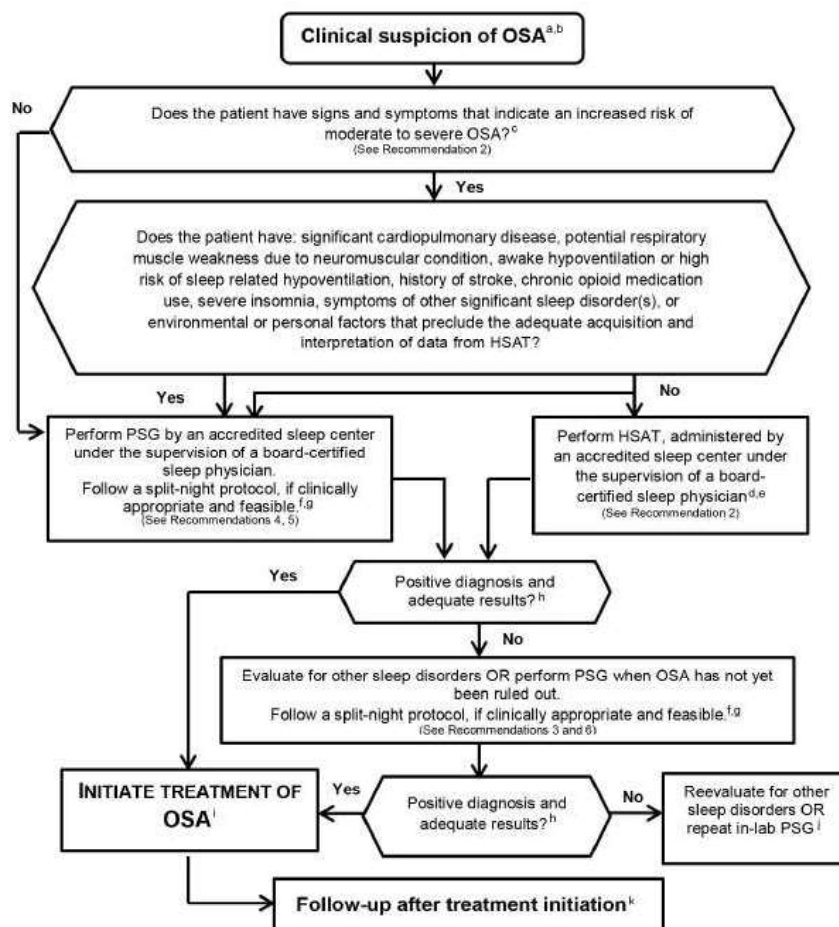 Clinical suspicion of OSAᵃ,ᵇ
No
Does the patient have signs and symptoms that indicate an increased risk of
moderate to severe OSA?ᶜ
(See Recommendation 2)
Yes
Does the patient have: significant cardiopulmonary disease, potential respiratory
muscle weakness due to neuromuscular condition, awake hypoventilation or high
risk of sleep related hypoventilation, history of stroke, chronic opioid medication
use, severe insomnia, symptoms of other significant sleep disorder(s), or
environmental or personal factors that preclude the adequate acquisition and
interpretation of data from HSAT?
Yes
No
Perform PSG by an accredited sleep center
under the supervision of a board-certified
sleep physician.
Follow a split-night protocol, if clinically
appropriate and feasible.ᶠ,ᵍ
(See Recommendations 4, 5)
Perform HSAT, administered by
an accredited sleep center under
the supervision of a board-
certified sleep physicianᵈ,ᵉ
(See Recommendation 2)
Yes
Positive diagnosis and
adequate results?ʰ
No
Evaluate for other sleep disorders OR perform PSG when OSA has not yet
been ruled out.
Follow a split-night protocol, if clinically appropriate and feasible.ᶠ,ᵍ
(See Recommendations 3 and 6)
INITIATE TREATMENT OF
OSAⁱ
Yes
Positive diagnosis and
adequate results?ʰ
No
Reevaluate for other
sleep disorders OR
repeat in-lab PSGʲ
Follow-up after treatment initiationᵏ